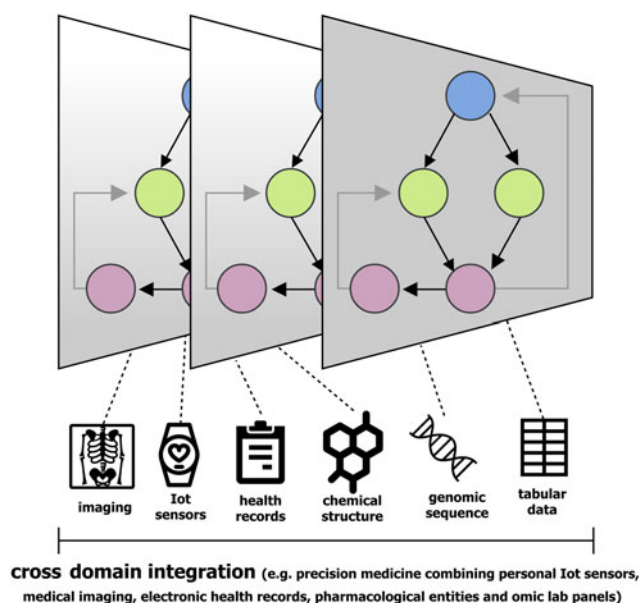 imaging
Iot
sensors
health
records
chemical
structure
genomic
sequence
tabular
data
cross domain integration (e.g. precision medicine combining personal Iot sensors,
medical imaging, electronic health records, pharmacological entities and omic lab panels)